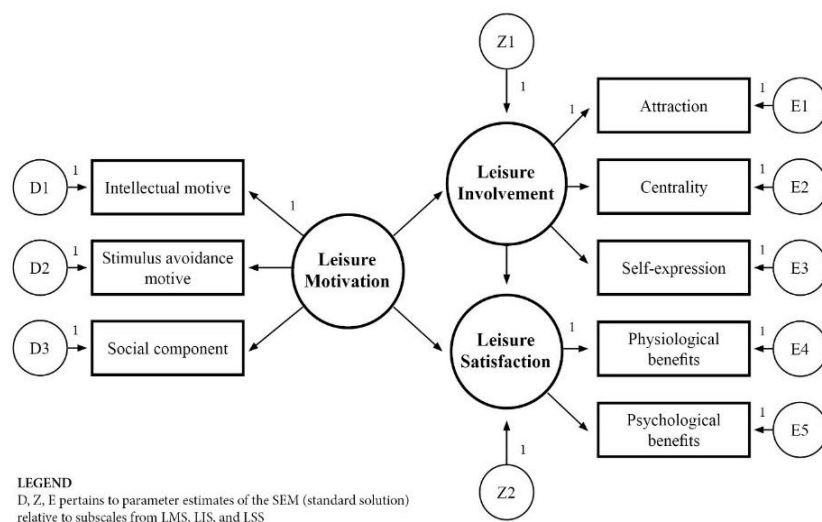 Z1
1
1
Attraction
1
E1
D1
1
Intellectual motive
1
Leisure
Involvement
Centrality
1
E2
D2
1
Stimulus avoidance
motive
Leisure
Motivation
Self-expression
1
E3
D3
1
Social component
Leisure
Satisfaction
1
Physiological
benefits
1
E4
Psychological
benefits
1
E5
1
Z2
LEGEND
D, Z, E pertains to parameter estimates of the SEM (standard solution)
relative to subscales from LMS, LIS, and LSS